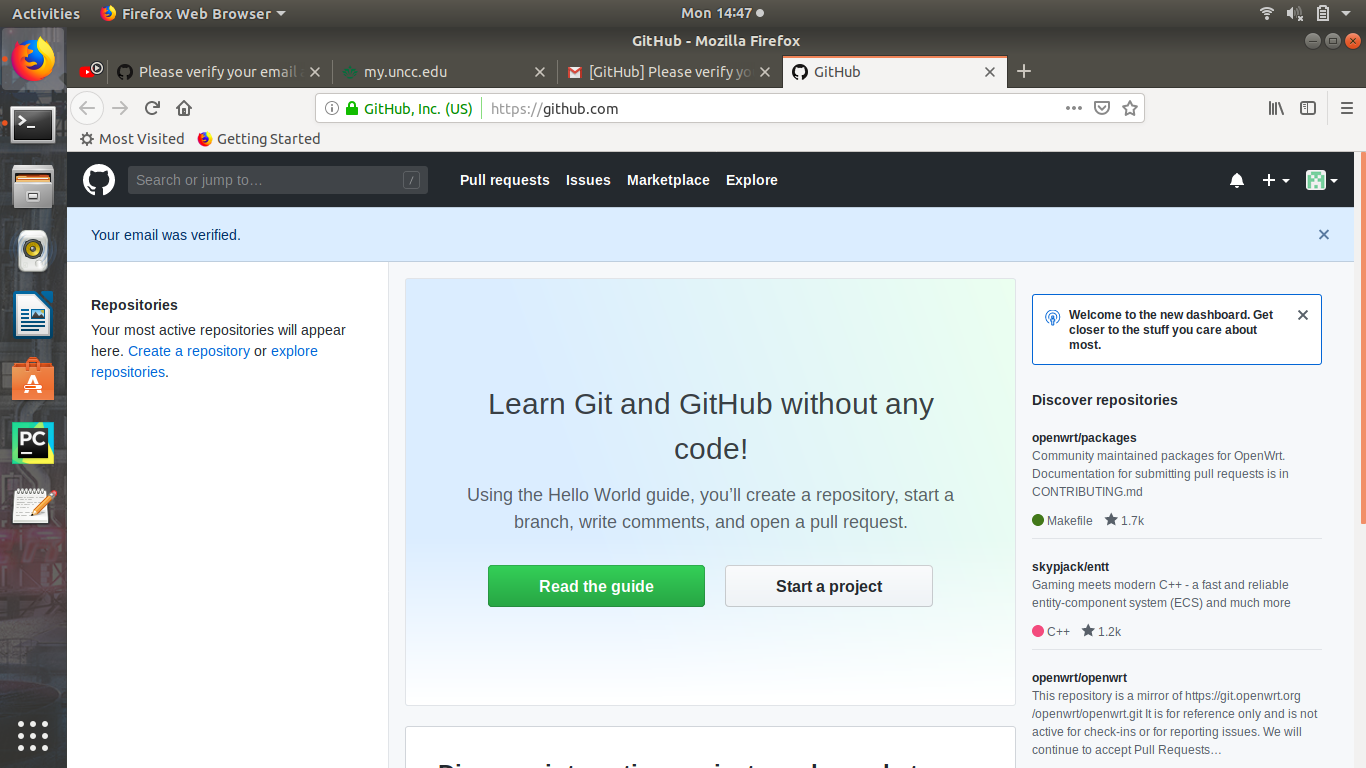 Activities Firefox Web Browser Mon 14:47
GitHub - Mozilla Firefox
Please verify your email my.uncc.edu [GitHub] Please verify yo GitHub
GitHub, Inc. (US) https://github.com
Most Visited Getting Started
Search or jump to… / Pull requests Issues Marketplace Explore
Your email was verified.
Repositories
Your most active repositories will appear
here. Create a repository or explore
repositories.
Learn Git and GitHub without any
code!
Using the Hello World guide, you’ll create a repository, start a
branch, write comments, and open a pull request.
Read the guide Start a project
Welcome to the new dashboard. Get
closer to the stuff you care about
most.
Discover repositories
openwrt/packages
Community maintained packages for OpenWrt.
Documentation for submitting pull requests is in
CONTRIBUTING.md
Makefile 1.7k
skypjack/entt
Gaming meets modern C++ - a fast and reliable
entity-component system (ECS) and much more
C++ 1.2k
openwrt/openwrt
This repository is a mirror of https://git.openwrt.org
/openwrt/openwrt.git It is for reference only and is not
active for check-ins or for reporting issues. We will
continue to accept Pull Requests…
PC